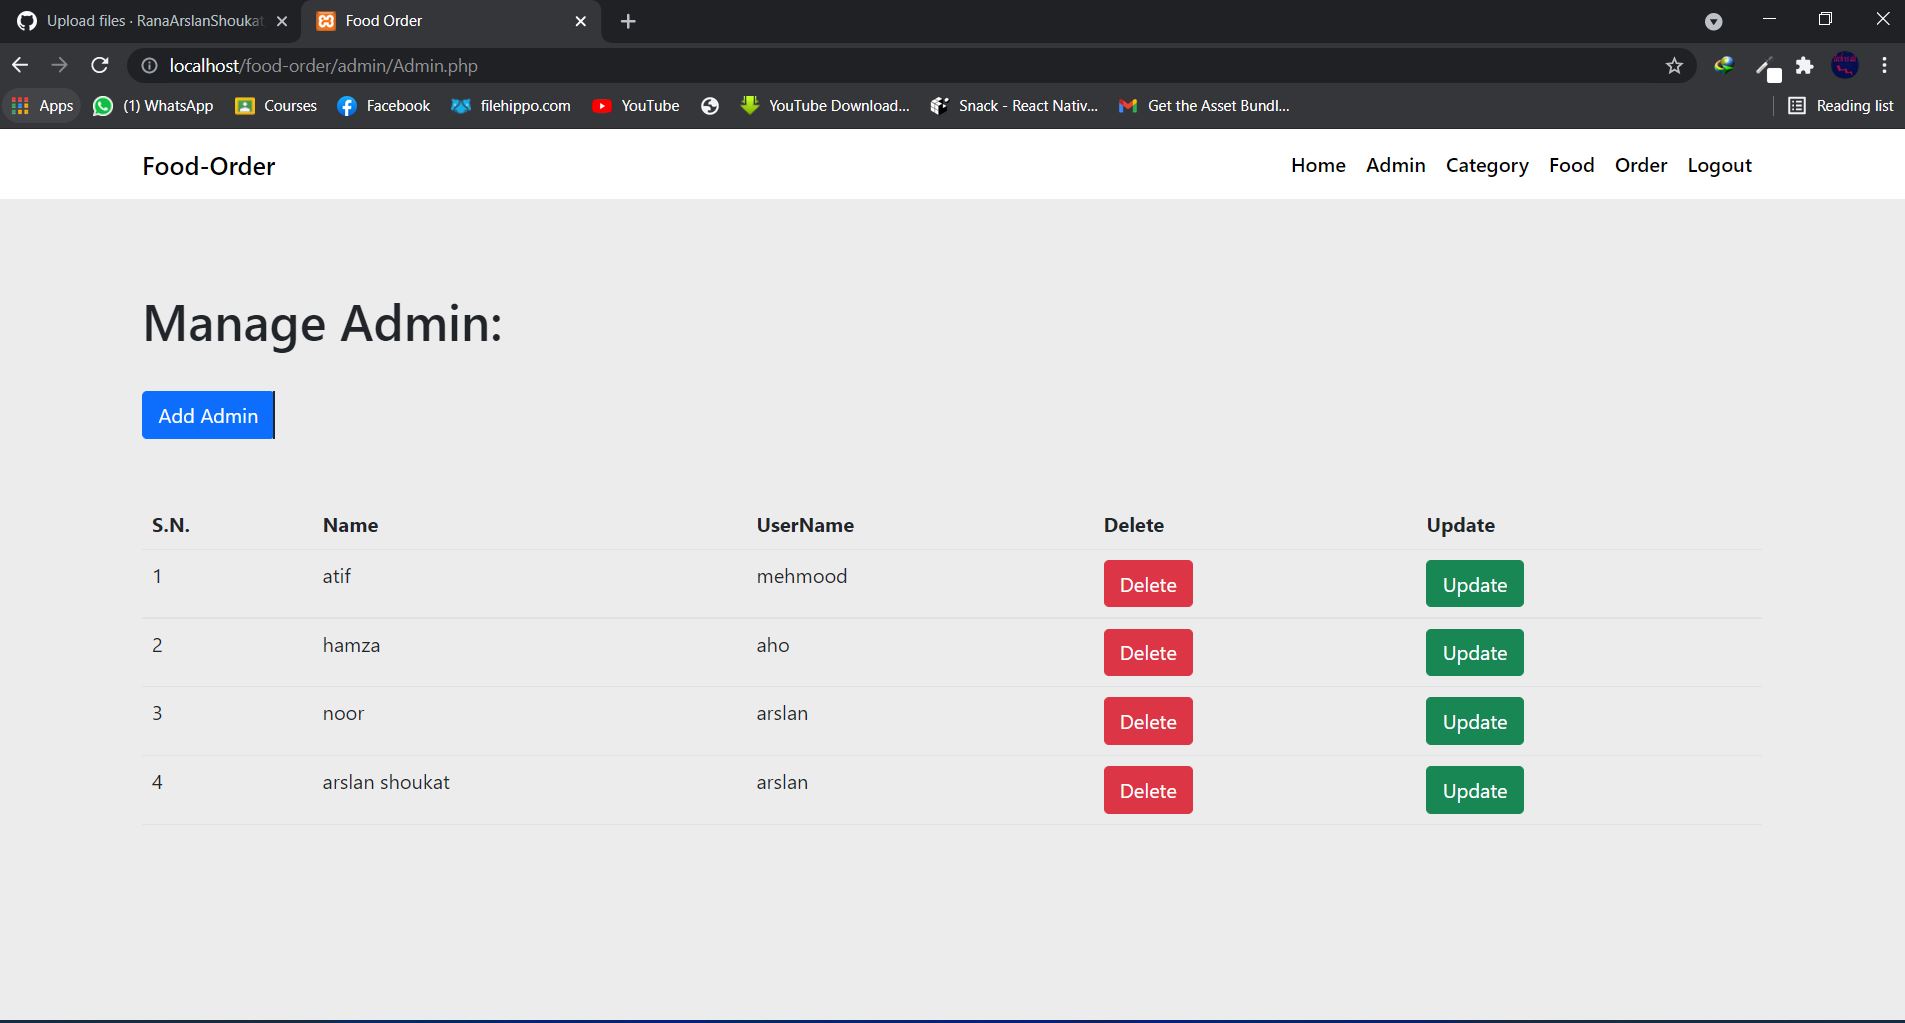 Upload files · RanaArslanShoukat
Food Order
localhost/food-order/admin/Admin.php
Apps (1) WhatsApp Courses Facebook filehippo.com YouTube YouTube Download... Snack - React Nativ... Get the Asset Bundl... Reading list
Food-Order
Home Admin Category Food Order Logout
Manage Admin:
Add Admin
S.N. Name UserName Delete Update
1 atif mehmood Delete Update
2 hamza aho Delete Update
3 noor arslan Delete Update
4 arslan shoukat arslan Delete Update